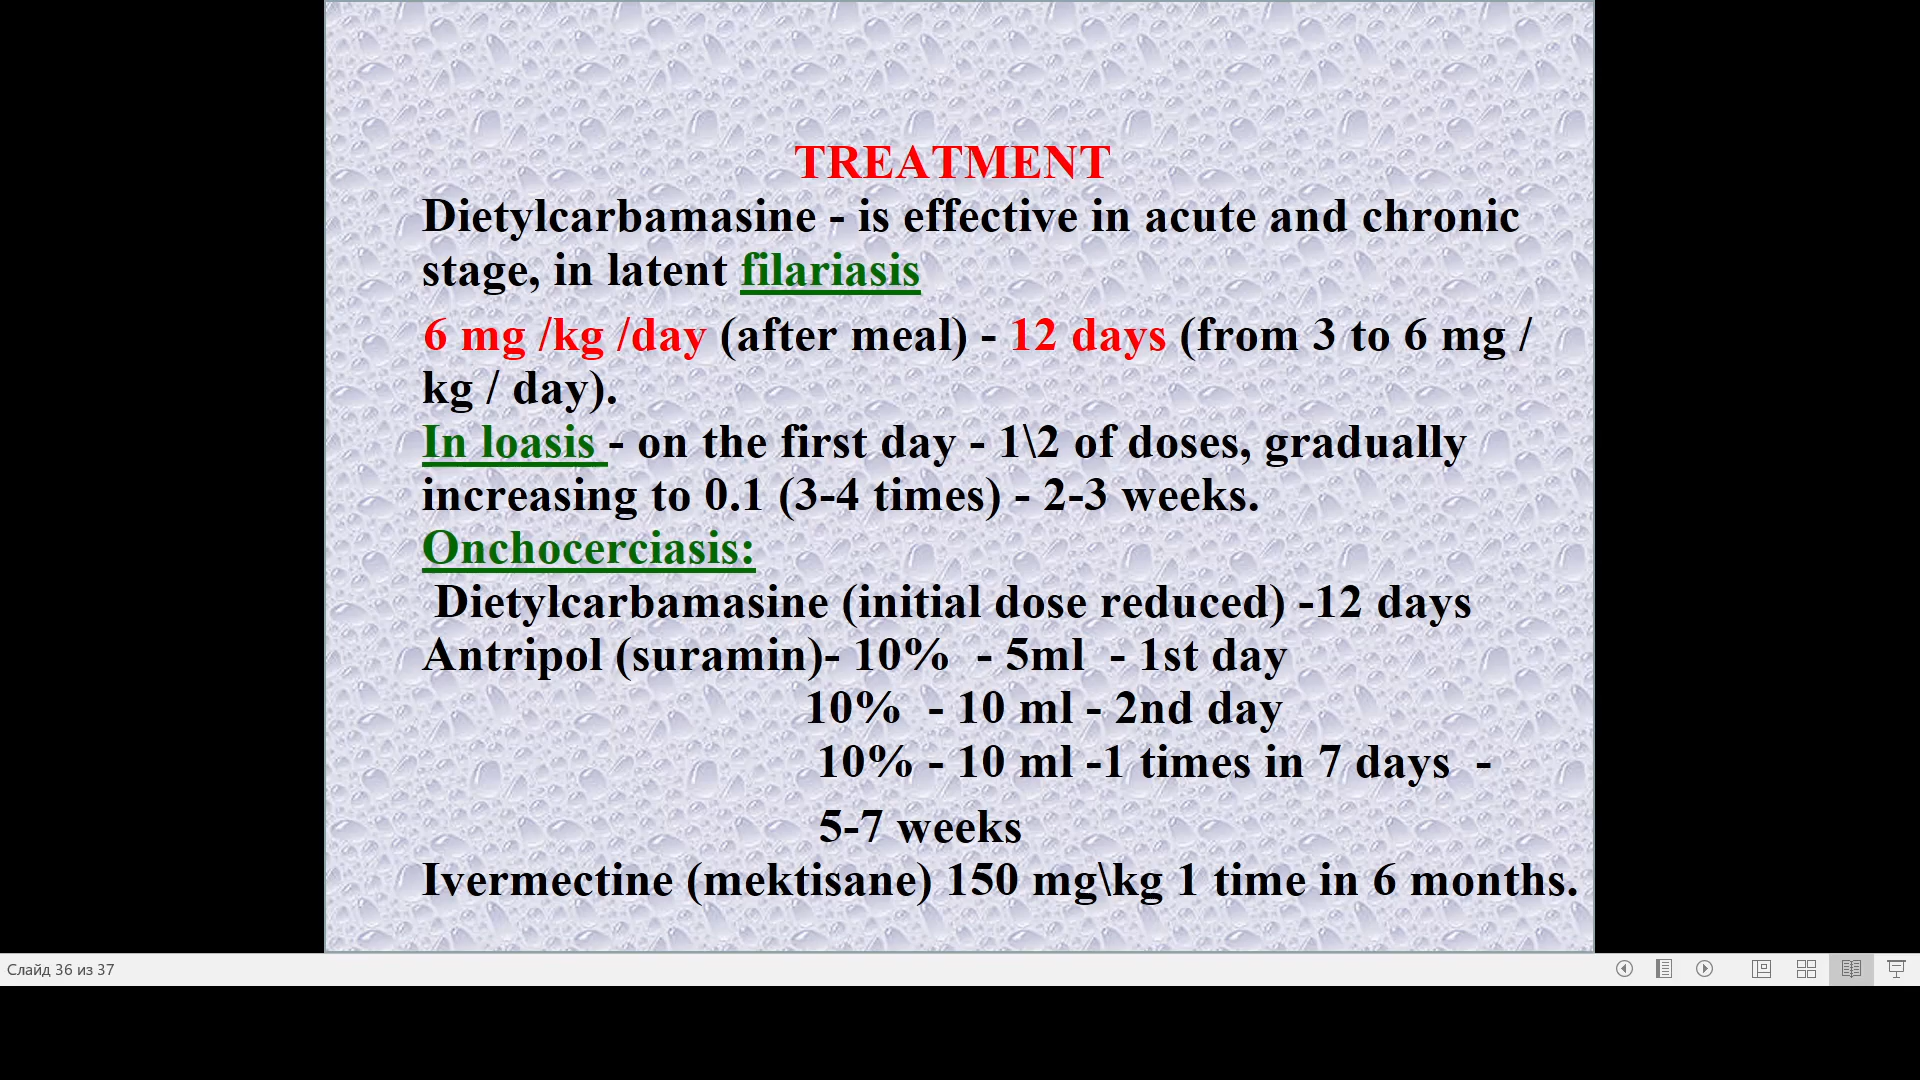 TREATMENT
Dietylcarbamasine - is effective in acute and chronic
stage, in latent filariasis
6 mg /kg /day (after meal) - 12 days (from 3 to 6 mg /
kg / day).
In loasis - on the first day - 1\2 of doses, gradually
increasing to 0.1 (3-4 times) - 2-3 weeks.
Onchocerciasis:
Dietylcarbamasine (initial dose reduced) -12 days
Antripol (suramin)- 10% - 5ml - 1st day
10% - 10 ml - 2nd day
10% - 10 ml -1 times in 7 days -
5-7 weeks
Ivermectine (mektisane) 150 mg\kg 1 time in 6 months.
Слайд 36 из 37